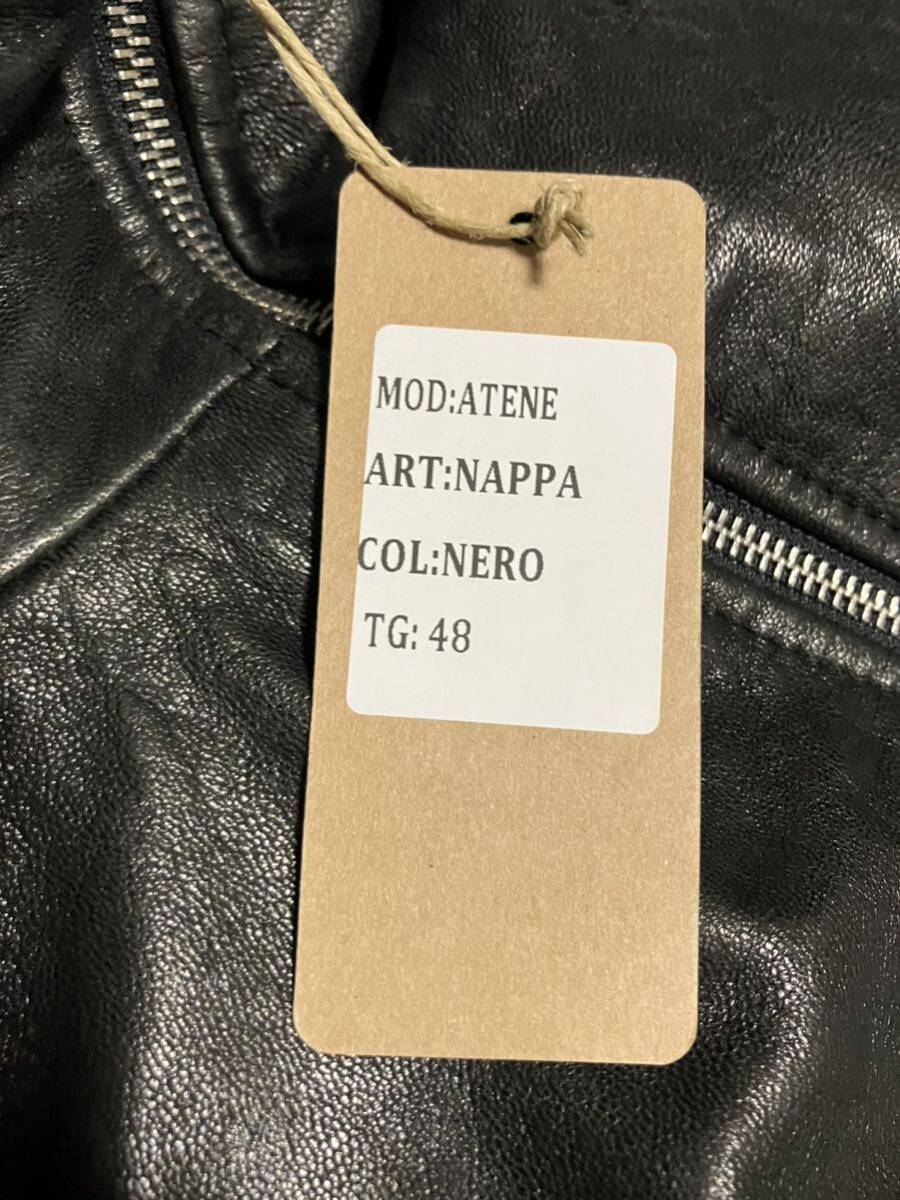 MOD:ATENE
ART:NAPPA
COL:NERO
TG: 48